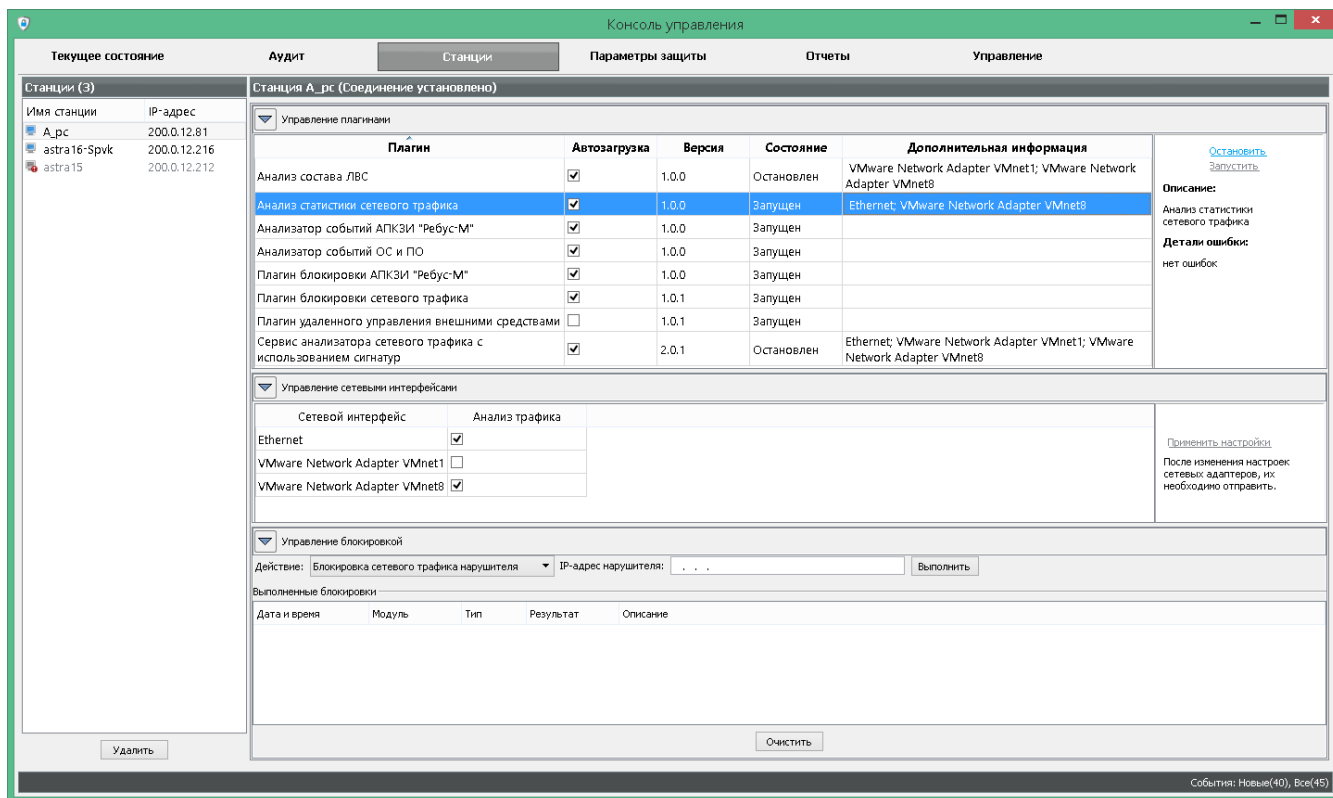 Консоль управления
Текущее состояние Аудит Станции Параметры защиты Отчеты Управление
Станции (3)
Имя станции IP-адрес
A_pc 200.0.12.81
astra16-Spvk 200.0.12.216
astra15 200.0.12.212
Удалить
Станция A_pc (Соединение установлено)
Управление плагинами
Плагин Автозагрузка Версия Состояние Дополнительная информация
Анализ состава ЛВС 1.0.0 Остановлен VMware Network Adapter VMnet1; VMware Network
Adapter VMnet8
Анализ статистики сетевого трафика 1.0.0 Запущен Ethernet; VMware Network Adapter VMnet8
Анализатор событий АПКЗИ "Ребус-М" 1.0.0 Запущен
Анализатор событий ОС и ПО 1.0.0 Запущен
Плагин блокировки АПКЗИ "Ребус-М" 1.0.0 Запущен
Плагин блокировки сетевого трафика 1.0.1 Запущен
Плагин удаленного управления внешними средствами 1.0.1 Запущен
Сервис анализатора сетевого трафика с
использованием сигнатур 2.0.1 Остановлен Ethernet; VMware Network Adapter VMnet1; VMware
Network Adapter VMnet8
Остановить
Запустить
Описание:
Анализ статистики
сетевого трафика
Детали ошибки:
нет ошибок
Управление сетевыми интерфейсами
Сетевой интерфейс Анализ трафика
Ethernet
VMware Network Adapter VMnet1
VMware Network Adapter VMnet8
Применить настройки
После изменения настроек
сетевых адаптеров, их
необходимо отправить.
Управление блокировкой
Действие: Блокировка сетевого трафика нарушителя IP-адрес нарушителя: . . . Выполнить
Выполненные блокировки
Дата и время Модуль Тип Результат Описание
Очистить
События: Новые(40), Все(45)